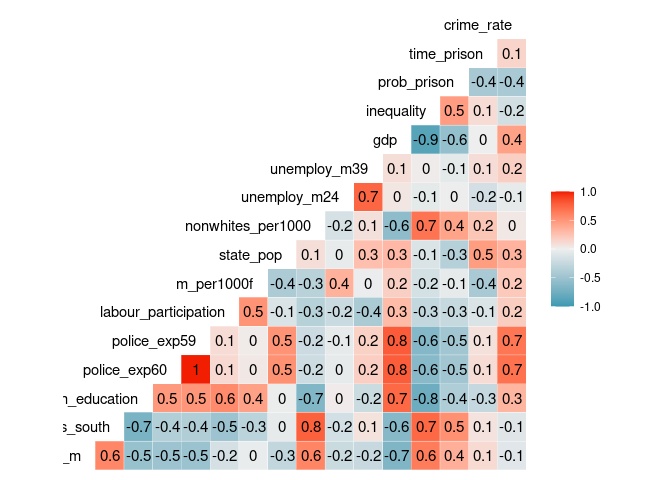 crime_rate
time_prison 0.1
prob_prison -0.4 -0.4
inequality 0.5 0.1 -0.2
gdp -0.9 -0.6 0 0.4
unemploy_m39 0.1 0 -0.1 0.1 0.2
unemploy_m24 0.7 0 -0.1 0 -0.2 -0.1
nonwhites_per1000 -0.2 0.1 -0.6 0.7 0.4 0.2 0
state_pop 0.1 0 0.3 0.3 -0.1 -0.3 0.5 0.3
m_per1000f -0.4 -0.3 0.4 0 0.2 -0.2 -0.1 -0.4 0.2
labour_participation 0.5 -0.1 -0.3 -0.2 -0.4 0.3 -0.3 -0.3 -0.1 0.2
police_exp59 0.1 0 0.5 -0.2 -0.1 0.2 0.8 -0.6 -0.5 0.1 0.7
police_exp60 1 0.1 0 0.5 -0.2 0 0.2 0.8 -0.6 -0.5 0.1 0.7
n_education 0.5 0.5 0.6 0.4 0 -0.7 0 -0.2 0.7 -0.8 -0.4 -0.3 0.3
s_south -0.7 -0.4 -0.4 -0.5 -0.3 0 0.8 -0.2 0.1 -0.6 0.7 0.5 0.1 -0.1
_m 0.6 -0.5 -0.5 -0.5 -0.2 0 -0.3 0.6 -0.2 -0.2 -0.7 0.6 0.4 0.1 -0.1
1.0
0.5
0.0
-0.5
-1.0